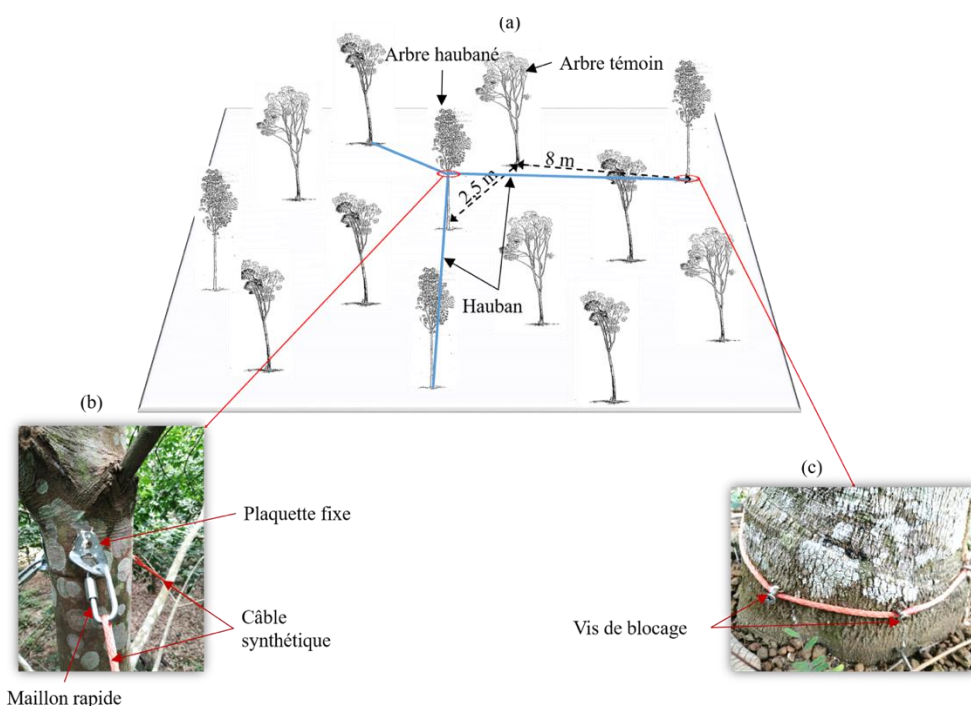 (a)
Arbre haubané
Arbre témoin
8 m
2.5 m
Hauban
(b)
(c)
Plaquette fixe
Câble
synthétique
Vis de blocage
Maillon rapide